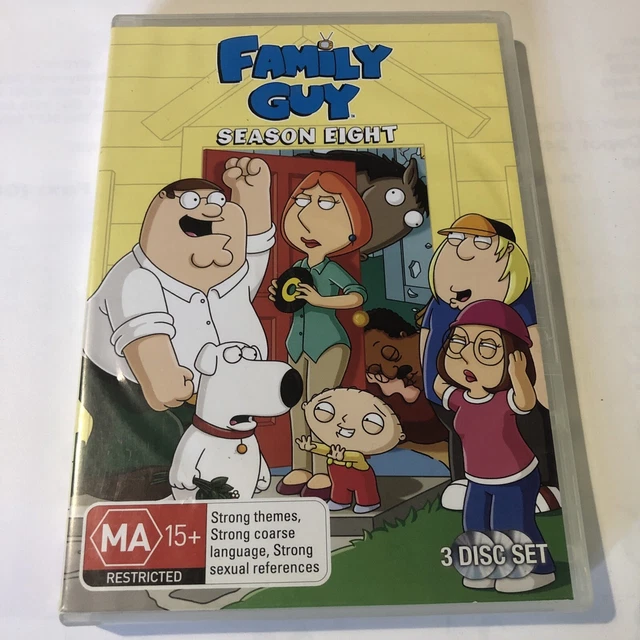 FAMILY
GUY
SEASON EIGHT
MA 15+
RESTRICTED
Strong themes,
Strong coarse
language, Strong
sexual references
3 DISC SET